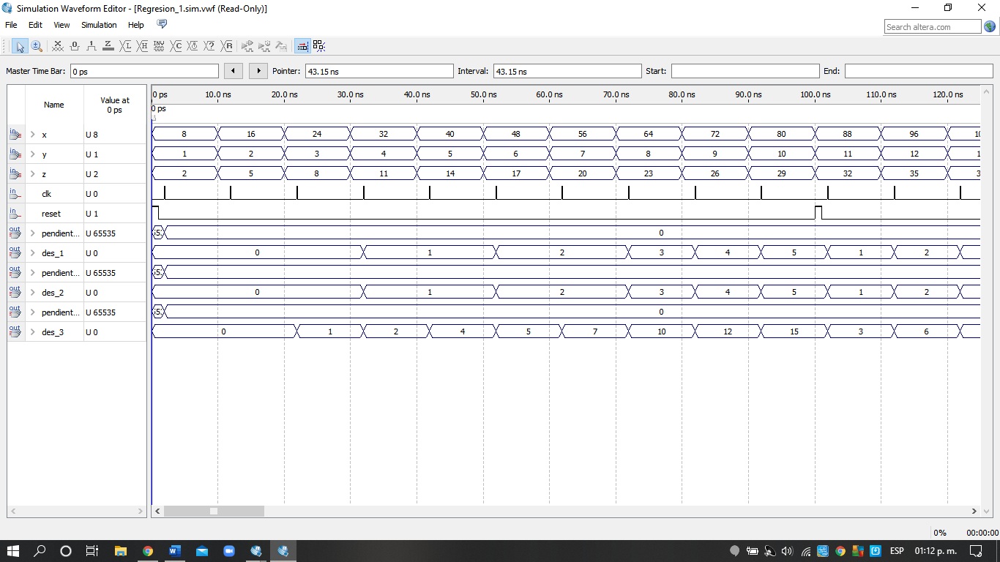 Simulation Waveform Editor - [Regresion_1.sim.vwf (Read-Only)]
File Edit View Simulation Help
Search altera.com
Master Time Bar: 0 ps Pointer: 43.15 ns Interval: 43.15 ns Start: End:
Name Value at 0 ps
0 ps 10.0 ns 20.0 ns 30.0 ns 40.0 ns 50.0 ns 60.0 ns 70.0 ns 80.0 ns 90.0 ns 100.0 ns 110.0 ns 120.0 ns
0 ps
x U 8 8 16 24 32 40 48 56 64 72 80 88 96 10
y U 1 1 2 3 4 5 6 7 8 9 10 11 12 1
z U 2 2 5 8 11 14 17 20 23 26 29 32 35 3
clk U 0
reset U 1
pendient... U 65535 0
des_1 U 0 0 1 2 3 4 5 1 2
pendient... U 65535
des_2 U 0 0 1 2 3 4 5 1 2
pendient... U 65535 0
des_3 U 0 0 1 2 4 5 7 10 12 15 3 6
0% 00:00:00
ESP 01:12 p. m.